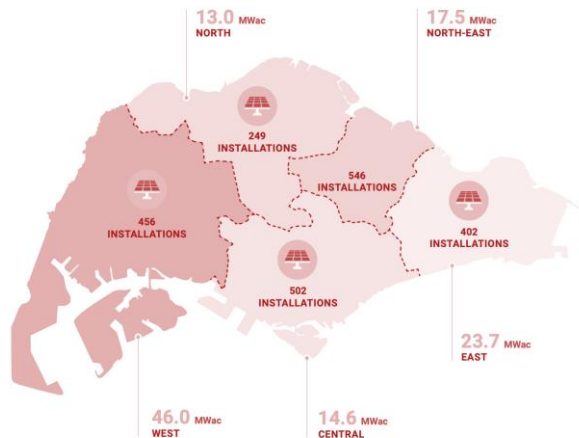 13.0 MWac
NORTH
17.5 MWac
NORTH-EAST
249
INSTALLATIONS
546
INSTALLATIONS
456
INSTALLATIONS
402
INSTALLATIONS
502
INSTALLATIONS
23.7 MWac
EAST
46.0 MWac
WEST
14.6 MWac
CENTRAL